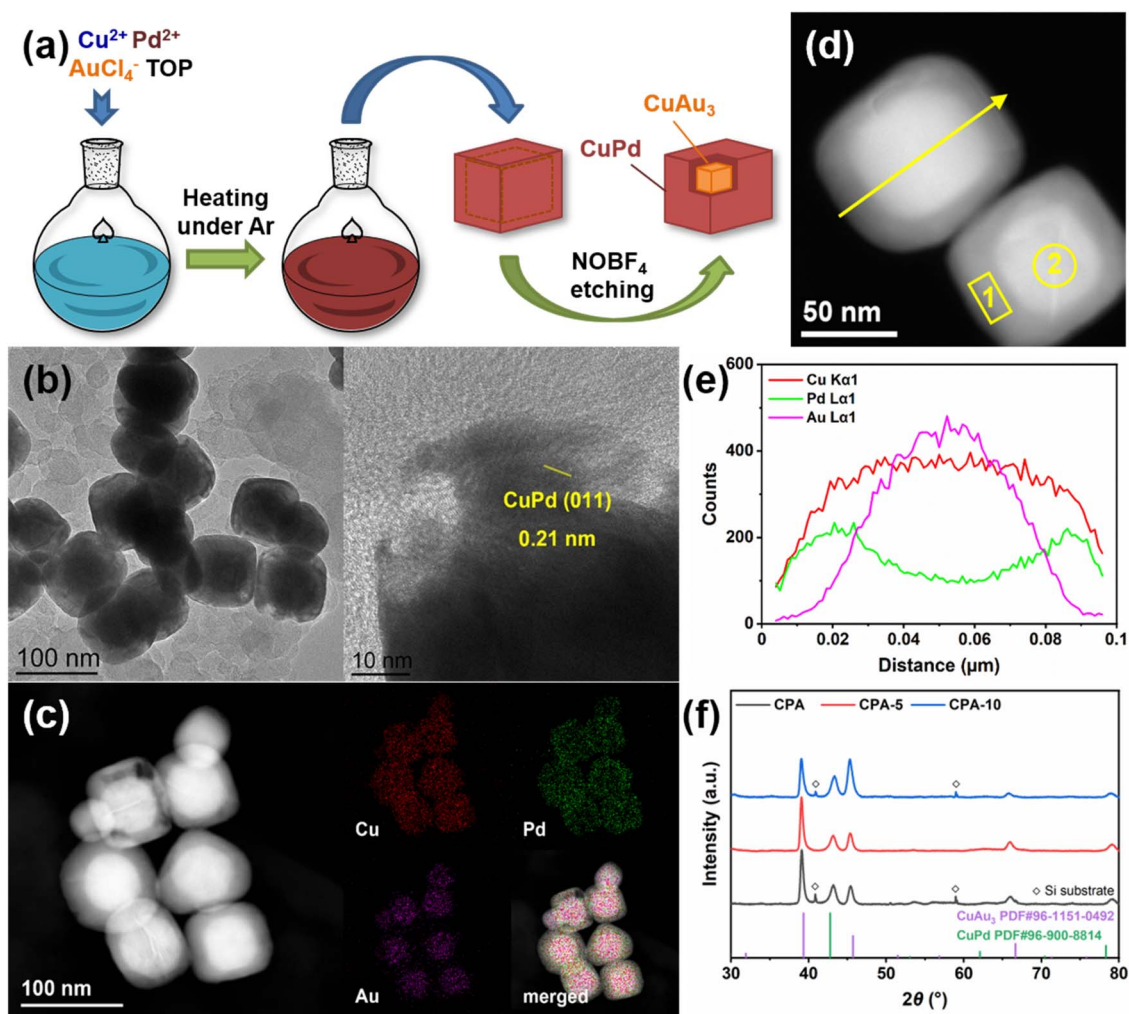 (a)
Cu²⁺ Pd²⁺
AuCl₄⁻ TOP
Heating
under Ar
CuPd
CuAu₃
NOBF₄
etching
(d)
1
2
50 nm
(b)
100 nm
CuPd (011)
0.21 nm
10 nm
(e)
Cu Kα1
Pd Lα1
Au Lα1
600
400
200
0
Counts
0
0.02
0.04
0.06
0.08
0.1
Distance (µm)
(c)
100 nm
Cu
Pd
Au
merged
(f)
CPA
CPA-5
CPA-10
Intensity (a.u.)
◇ Si substrate
CuAu₃ PDF#96-1151-0492
CuPd PDF#96-900-8814
30
40
50
60
70
80
2θ (°)